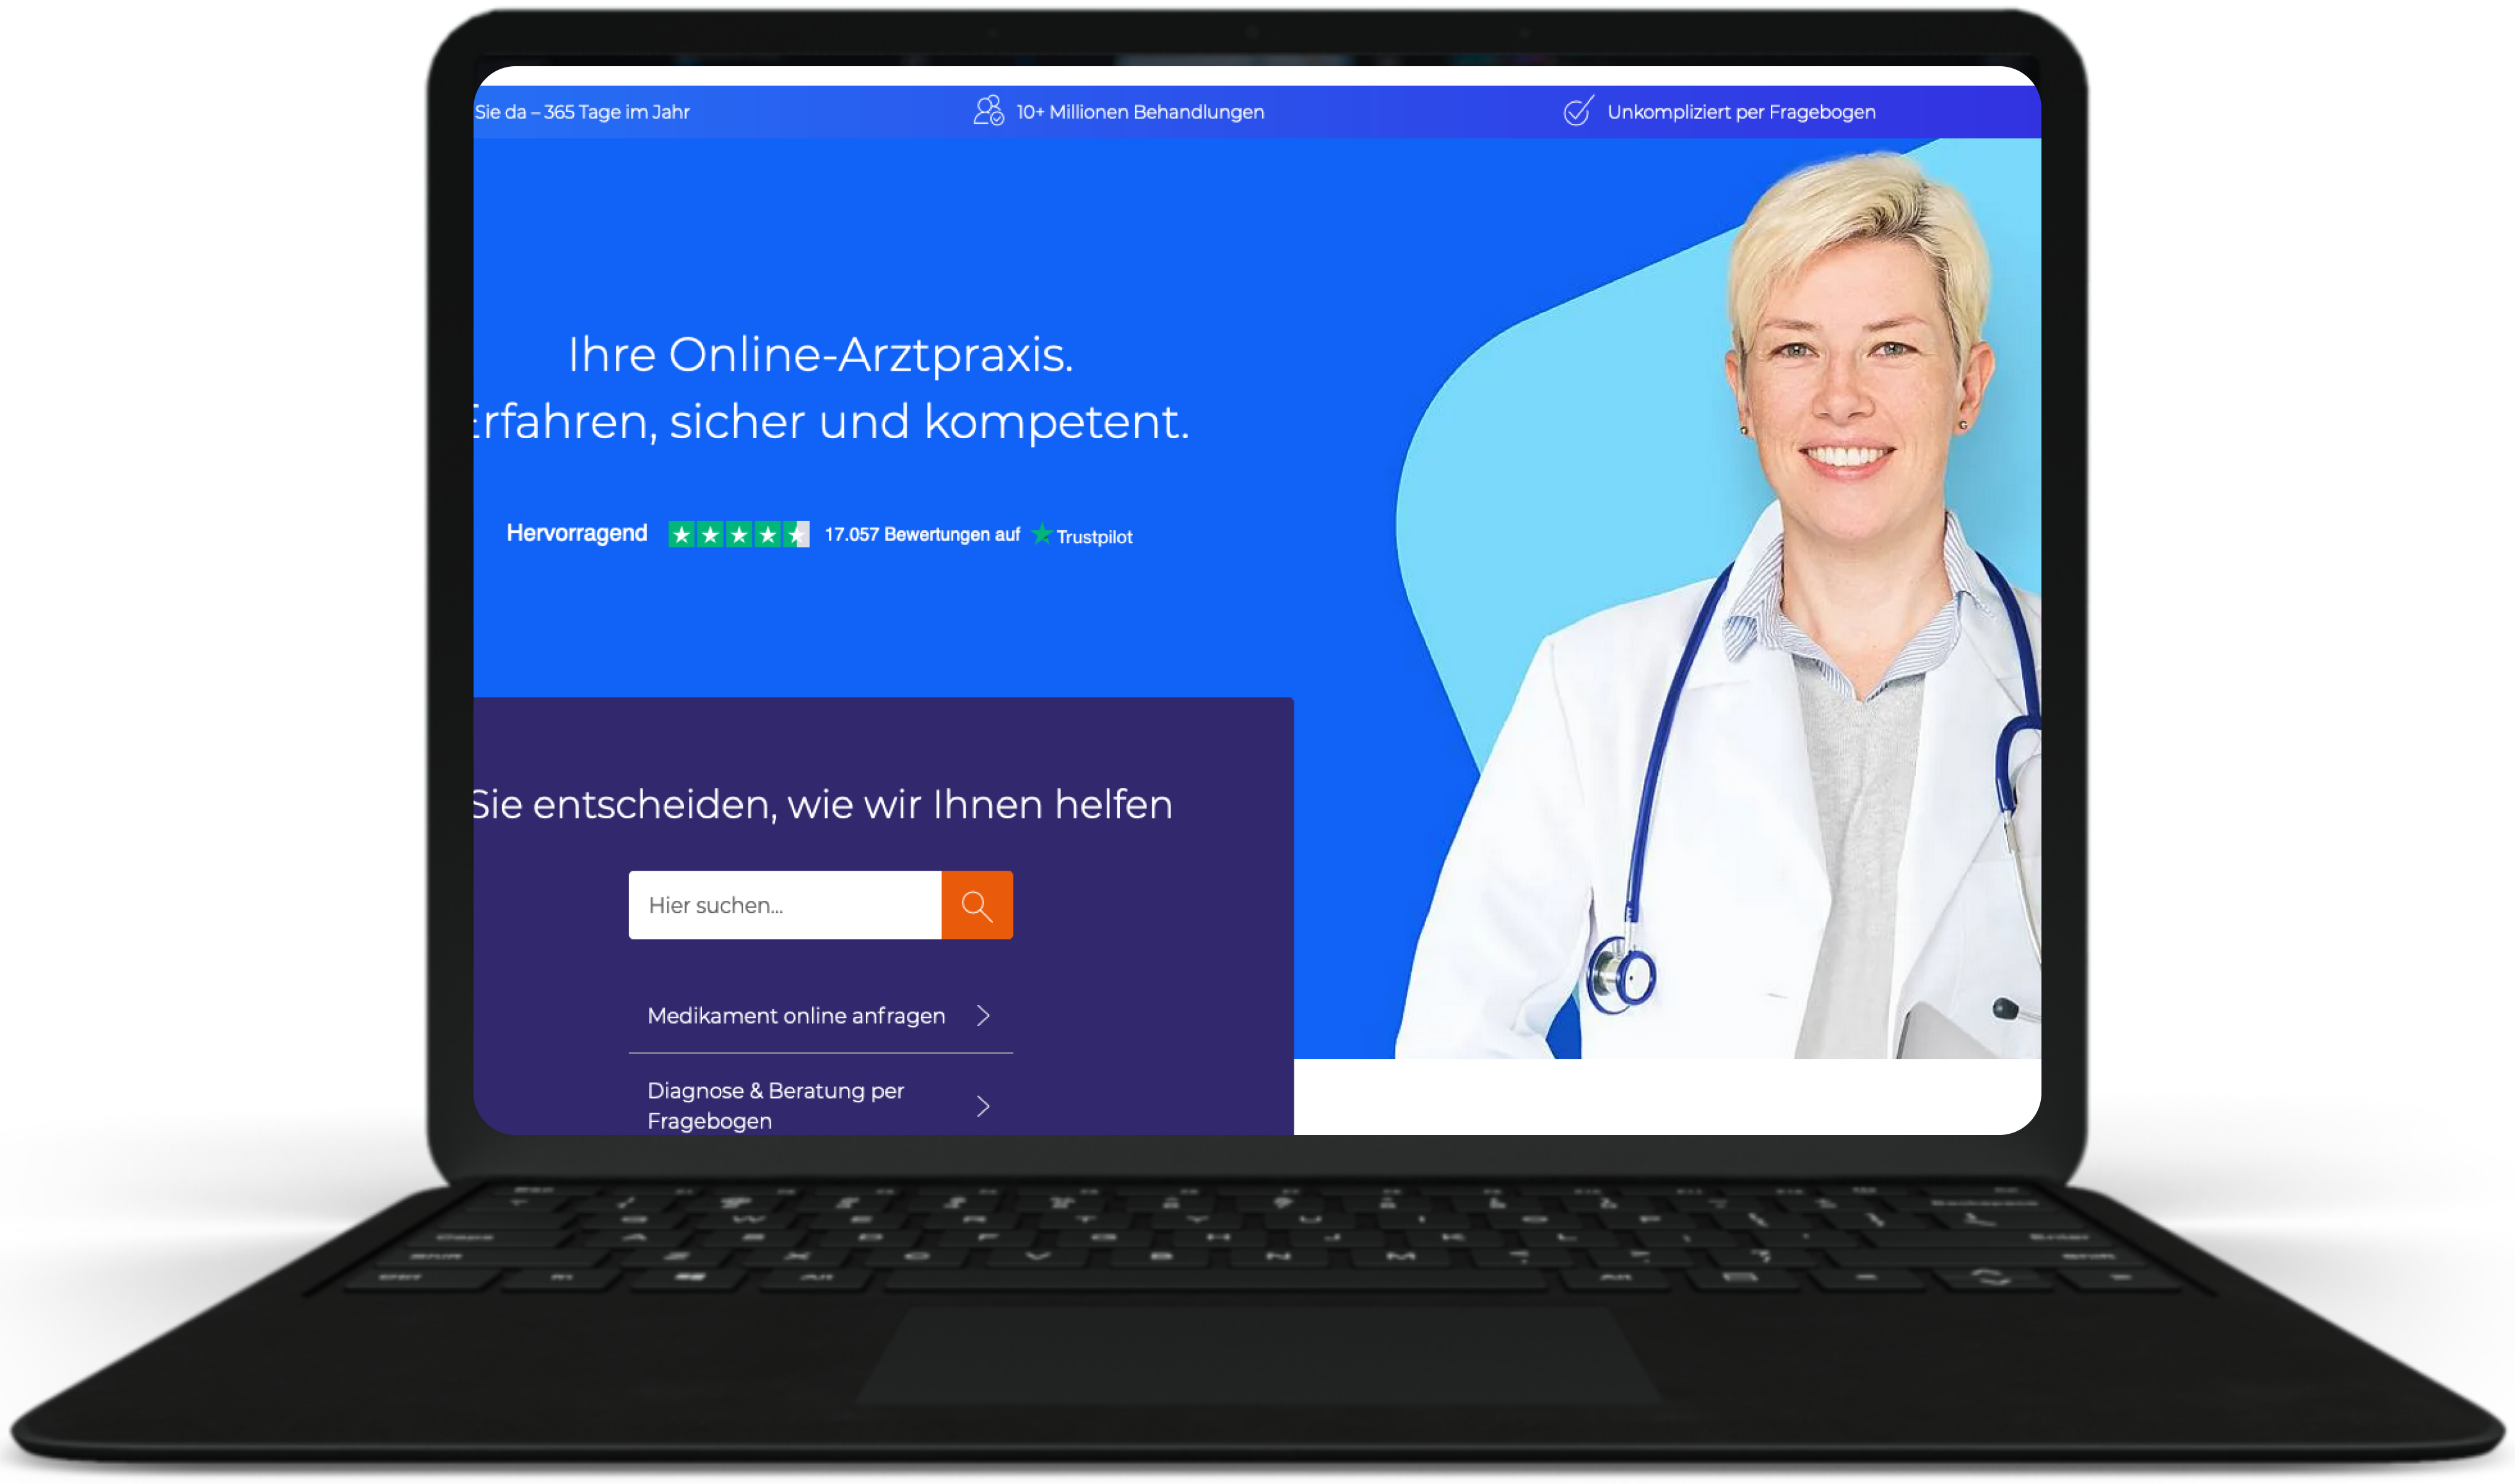 Sie da – 365 Tage im Jahr
10+ Millionen Behandlungen
Unkompliziert per Fragebogen
Ihre Online-Arztpraxis.
Erfahren, sicher und kompetent.
Hervorragend
17.057 Bewertungen auf
Trustpilot
Sie entscheiden, wie wir Ihnen helfen
Hier suchen...
Medikament online anfragen
Diagnose & Beratung per
Fragebogen